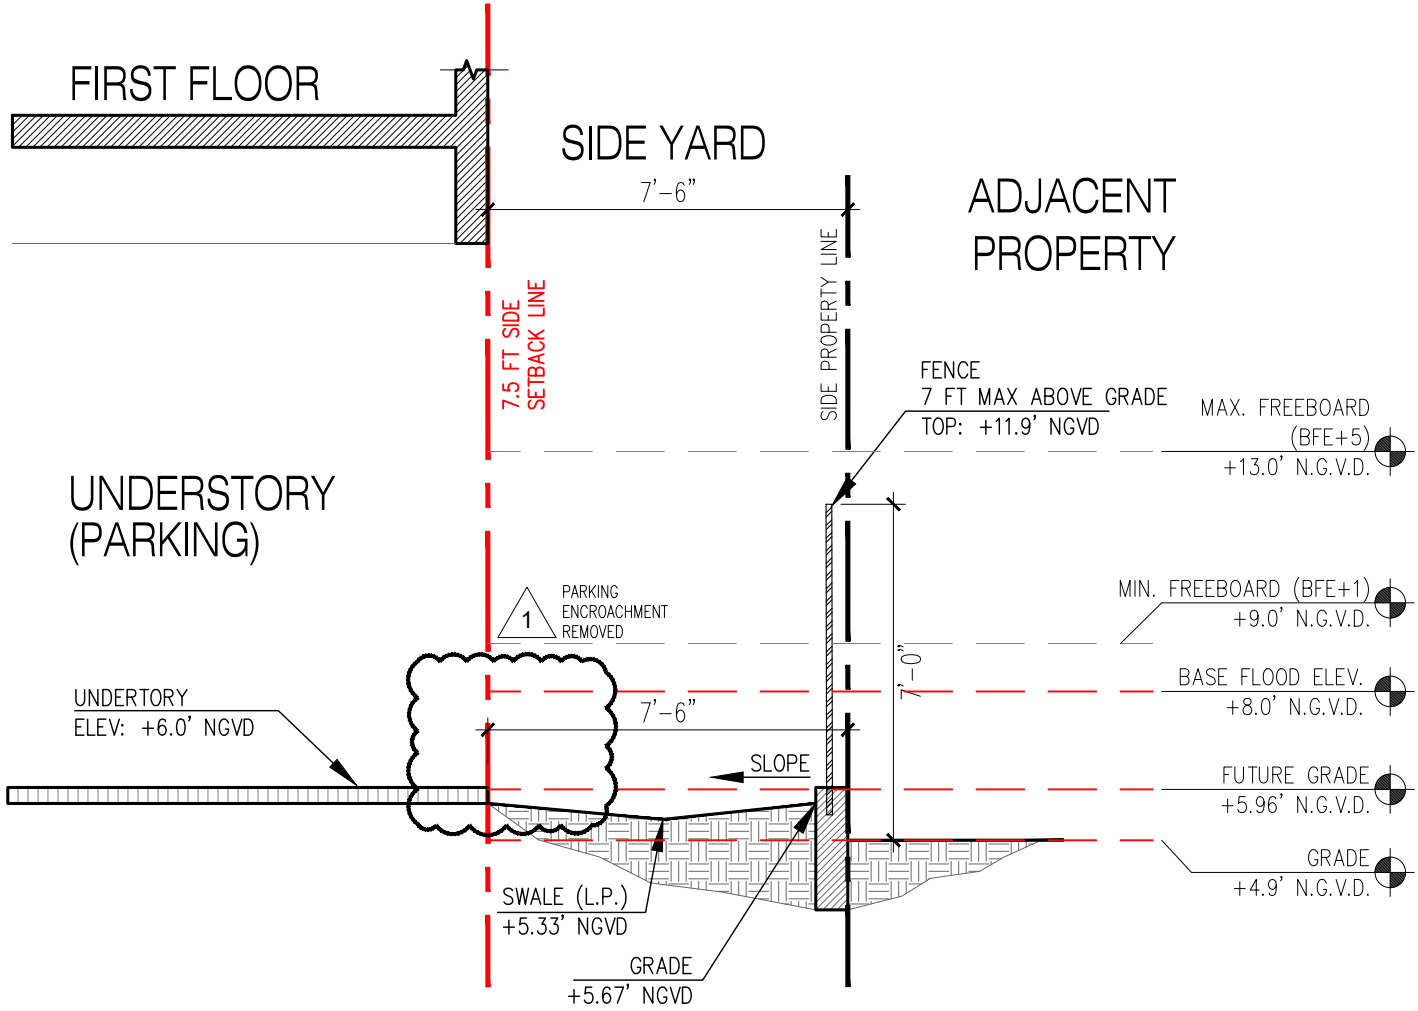 FIRST FLOOR
SIDE YARD
7'-6"
ADJACENT
PROPERTY
7.5 FT SIDE
SETBACK LINE
SIDE PROPERTY LINE
FENCE
7 FT MAX ABOVE GRADE
TOP: +11.9' NGVD
MAX. FREEBOARD
(BFE+5)
+13.0' N.G.V.D.
UNDERSTORY
(PARKING)
1
PARKING
ENCROACHMENT
REMOVED
MIN. FREEBOARD (BFE+1)
+9.0' N.G.V.D.
7'-0"
BASE FLOOD ELEV.
+8.0' N.G.V.D.
UNDERTORY
ELEV: +6.0' NGVD
7'-6"
SLOPE
FUTURE GRADE
+5.96' N.G.V.D.
GRADE
+4.9' N.G.V.D.
SWALE (L.P.)
+5.33' NGVD
GRADE
+5.67' NGVD